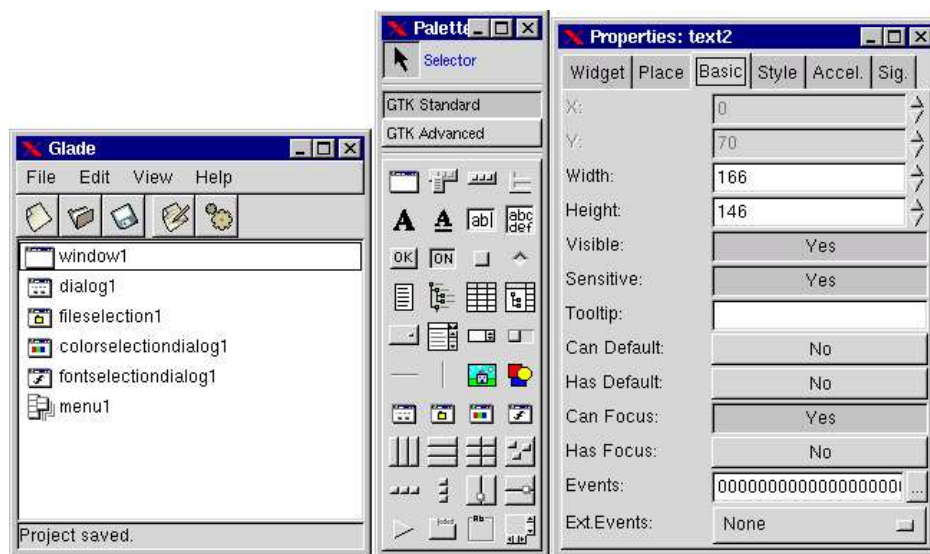 Glade
File Edit View Help
window1
dialog1
fileselection1
colorselectiondialog1
fontselectiondialog1
menu1
Project saved.
Palette
Selector
GTK Standard
GTK Advanced
A A ab| abc
def
OK ON
Properties: text2
Widget Place Basic Style Accel. Sig.
X: 0
Y: 70
Width: 166
Height: 146
Visible: Yes
Sensitive: Yes
Tooltip:
Can Default: No
Has Default: No
Can Focus: Yes
Has Focus: No
Events: 000000000000000000 ...
Ext.Events: None